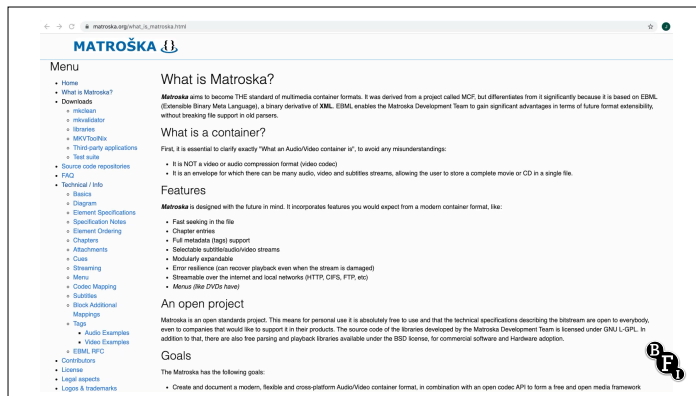 matroska.org/what_is_matroska.html
MATROŠKA
Menu
Home
What is Matroska?
Downloads
mkclean
mkvalidator
libraries
MKVToolNix
Third-party applications
Test suite
Source code repositories
FAQ
Technical / Info
Basics
Diagram
Element Specifications
Specification Notes
Element Ordering
Chapters
Attachments
Cues
Streaming
Menu
Codec Mapping
Subtitles
Block Additional
Mappings
Tags
Audio Examples
Video Examples
EBML RFC
Contributors
License
Legal aspects
Logos & trademarks
What is Matroska?
Matroska aims to become THE standard of multimedia container formats. It was derived from a project called MCF, but differentiates from it significantly because it is based on EBML
(Extensible Binary Meta Language), a binary derivative of XML. EBML enables the Matroska Development Team to gain significant advantages in terms of future format extensibility,
without breaking file support in old parsers.
What is a container?
First, it is essential to clarify exactly "What an Audio/Video container is", to avoid any misunderstandings:
It is NOT a video or audio compression format (video codec)
It is an envelope for which there can be many audio, video and subtitles streams, allowing the user to store a complete movie or CD in a single file.
Features
Matroska is designed with the future in mind. It incorporates features you would expect from a modern container format, like:
Fast seeking in the file
Chapter entries
Full metadata (tags) support
Selectable subtitle/audio/video streams
Modularly expandable
Error resilience (can recover playback even when the stream is damaged)
Streamable over the internet and local networks (HTTP, CIFS, FTP, etc)
Menus (like DVDs have)
An open project
Matroska is an open standards project. This means for personal use it is absolutely free to use and that the technical specifications describing the bitstream are open to everybody,
even to companies that would like to support it in their products. The source code of the libraries developed by the Matroska Development Team is licensed under GNU L-GPL. In
addition to that, there are also free parsing and playback libraries available under the BSD license, for commercial software and Hardware adoption.
Goals
The Matroska has the following goals:
Create and document a modern, flexible and cross-platform Audio/Video container format, in combination with an open codec API to form a free and open media framework
BFI